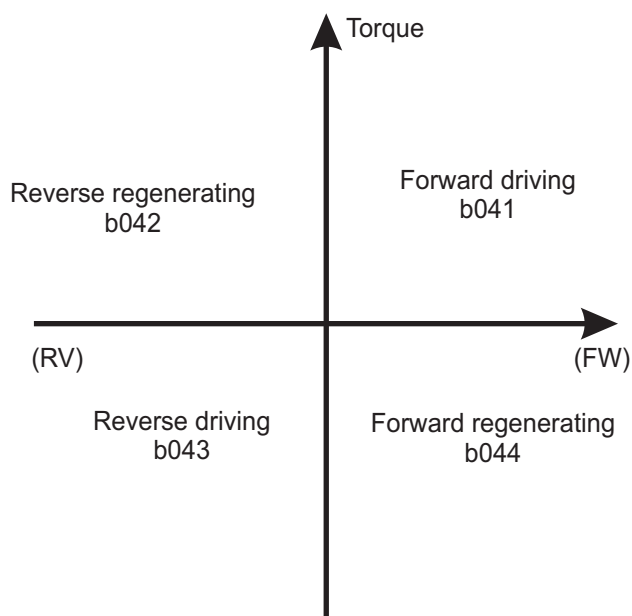 Torque
Reverse regenerating
b042
Forward driving
b041
(RV)
(FW)
Reverse driving
b043
Forward regenerating
b044